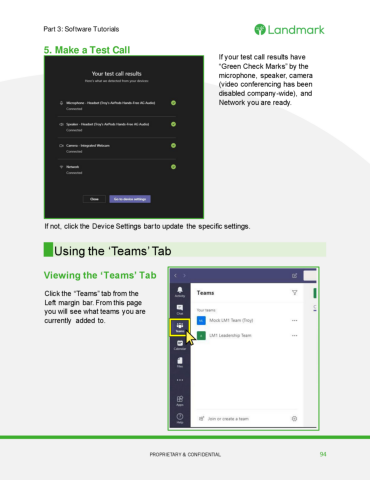 Part 3: Software Tutorials
Landmark
5. Make a Test Call
Your test call results
Here's what we detected from your devices:
Microphone - Headset (Troy's AirPods Hands-Free AG Audio)
Connected
Speaker - Headset (Troy's AirPods Hands-Free AG Audio)
Connected
Camera - Integrated Webcam
Connected
Network
Connected
Close
Go to device settings
If your test call results have
“Green Check Marks” by the
microphone, speaker, camera
(video conferencing has been
disabled company-wide), and
Network you are ready.
If not, click the Device Settings bar to update the specific settings.
Using the ‘Teams’ Tab
Viewing the ‘Teams’ Tab
Click the “Teams” tab from the
Left margin bar. From this page
you will see what teams you are
currently added to.
Activity
Chat
Teams
Calendar
Files
Apps
Help
Teams
Your teams
Mock LM1 Team (Troy)
LM1 Leadership Team
Join or create a team
PROPRIETARY & CONFIDENTIAL
94